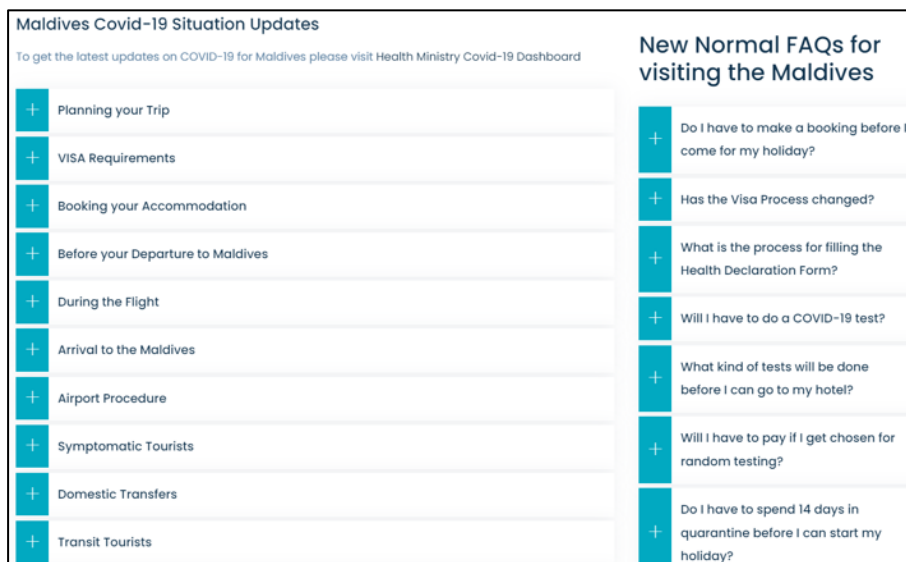 Maldives Covid-19 Situation Updates
To get the latest updates on COVID-19 for Maldives please visit Health Ministry Covid-19 Dashboard
+ Planning your Trip
+ VISA Requirements
+ Booking your Accommodation
+ Before your Departure to Maldives
+ During the Flight
+ Arrival to the Maldives
+ Airport Procedure
+ Symptomatic Tourists
+ Domestic Transfers
+ Transit Tourists
New Normal FAQs for
visiting the Maldives
+ Do I have to make a booking before I
come for my holiday?
+ Has the Visa Process changed?
+ What is the process for filling the
Health Declaration Form?
+ Will I have to do a COVID-19 test?
+ What kind of tests will be done
before I can go to my hotel?
+ Will I have to pay if I get chosen for
random testing?
+ Do I have to spend 14 days in
quarantine before I can start my
holiday?